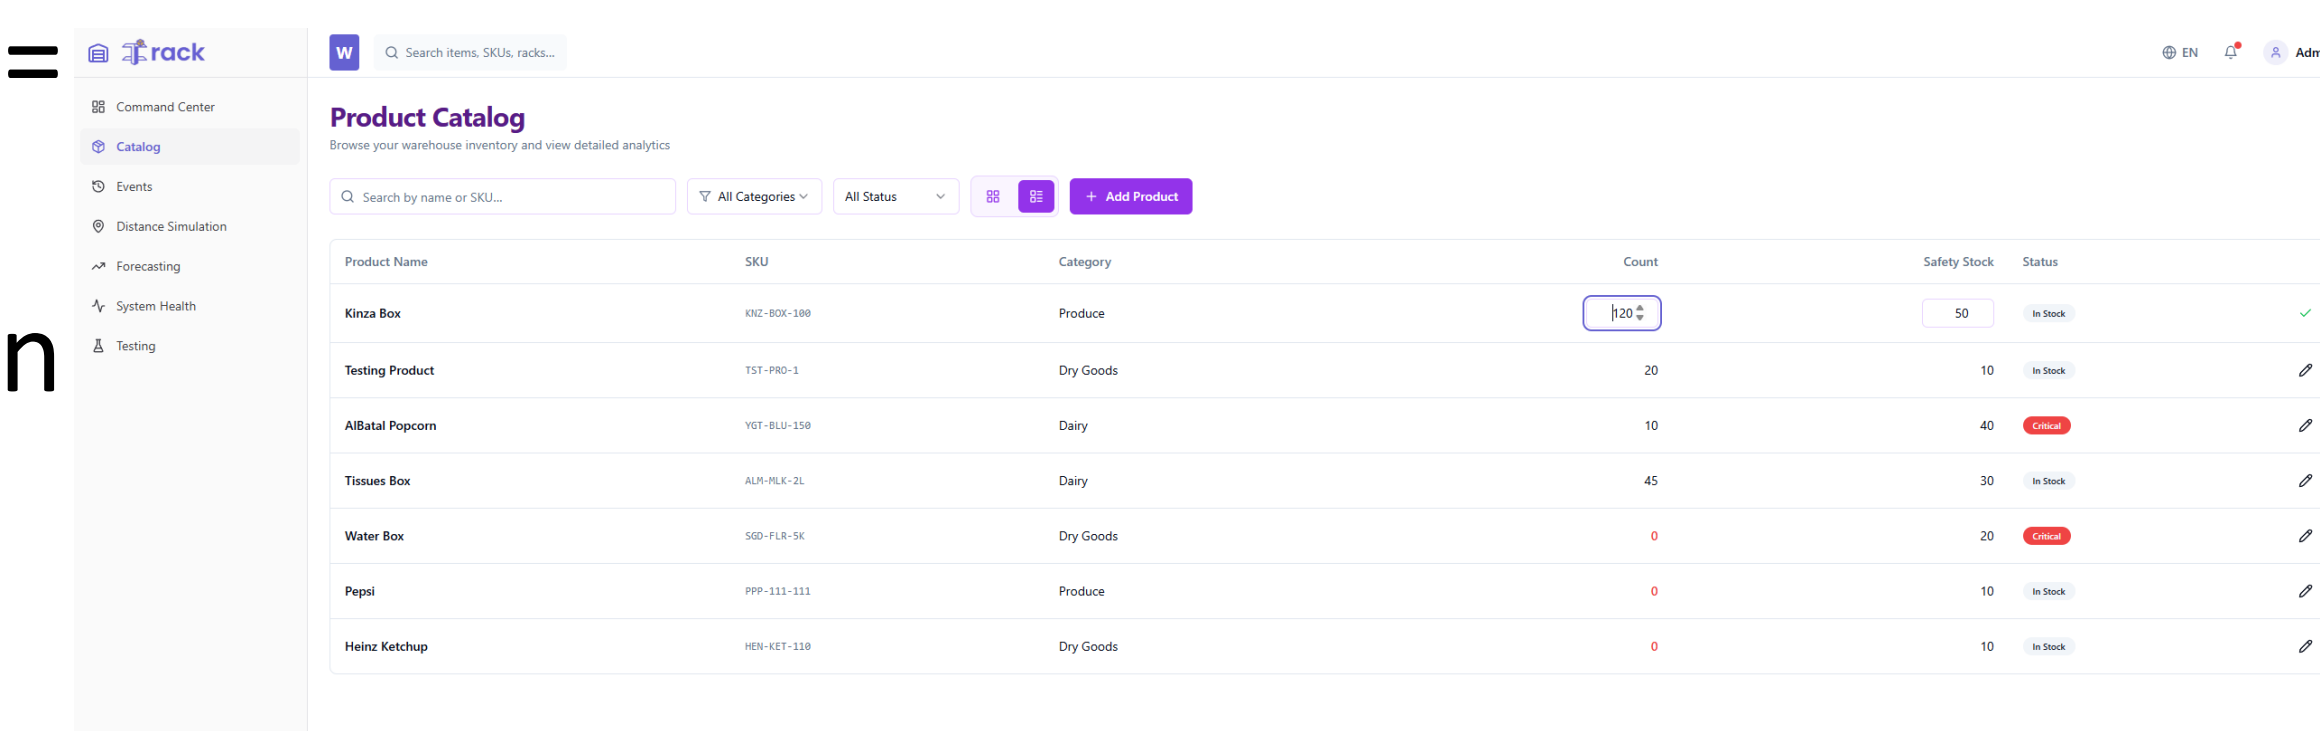 =
n
Track
Command Center
Catalog
Events
Distance Simulation
Forecasting
System Health
Testing
W
Search items, SKUs, racks...
EN
Adm
Product Catalog
Browse your warehouse inventory and view detailed analytics
Search by name or SKU...
All Categories
All Status
+ Add Product
Product Name SKU Category Count Safety Stock Status
Kinza Box KNZ-BOX-100 Produce 120 50 In Stock
Testing Product TST-PRO-1 Dry Goods 20 10 In Stock
AlBatal Popcorn YGT-BLU-150 Dairy 10 40 Critical
Tissues Box ALM-MLK-2L Dairy 45 30 In Stock
Water Box SGD-FLR-5K Dry Goods 0 20 Critical
Pepsi PPP-111-111 Produce 0 10 In Stock
Heinz Ketchup HEN-KET-110 Dry Goods 0 10 In Stock